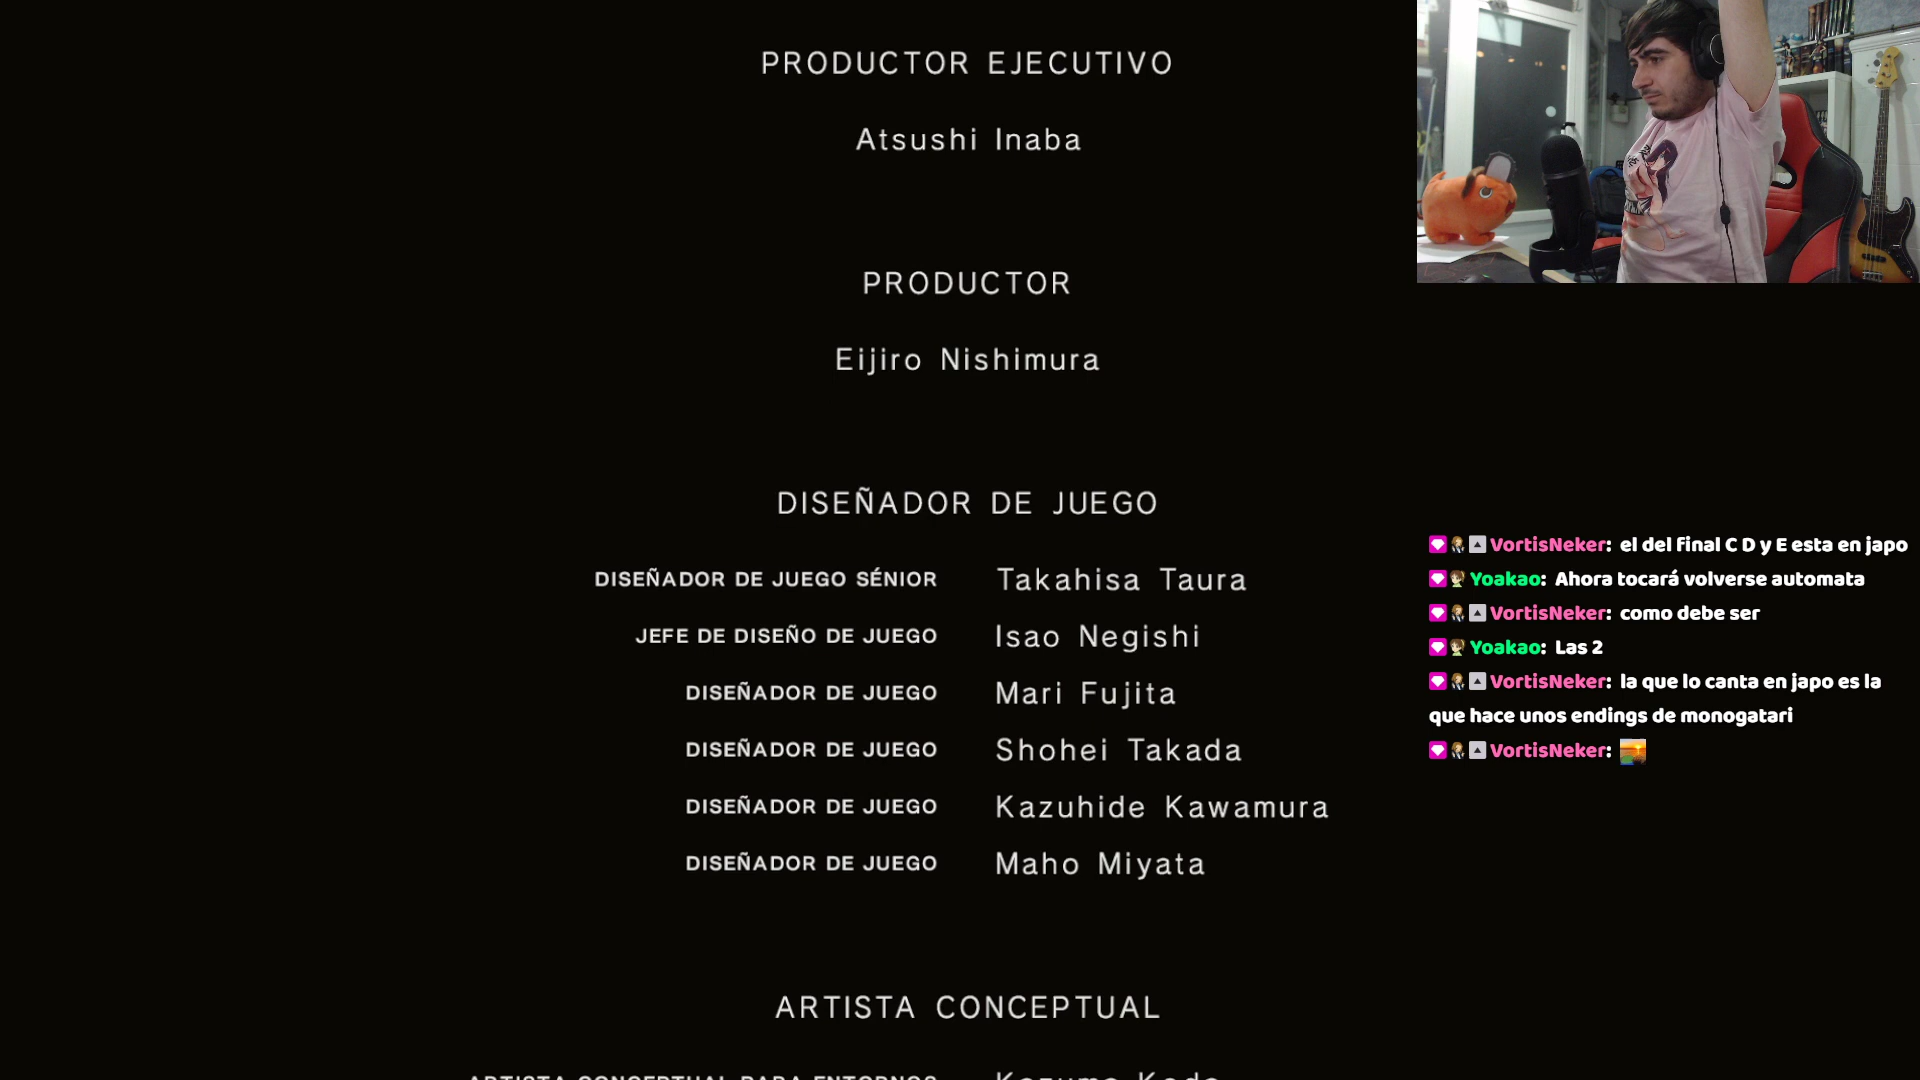 PRODUCTOR EJECUTIVO
Atsushi Inaba
PRODUCTOR
Eijiro Nishimura
DISEÑADOR DE JUEGO
DISEÑADOR DE JUEGO SÉNIOR Takahisa Taura
JEFE DE DISEÑO DE JUEGO Isao Negishi
DISEÑADOR DE JUEGO Mari Fujita
DISEÑADOR DE JUEGO Shohei Takada
DISEÑADOR DE JUEGO Kazuhide Kawamura
DISEÑADOR DE JUEGO Maho Miyata
ARTISTA CONCEPTUAL
ARTISTA CONCEPTUAL PARA ENTORNOS
VortisNeker: el del final C D y E esta en japo
Yoakao: Ahora tocará volverse automata
VortisNeker: como debe ser
Yoakao: Las 2
VortisNeker: la que lo canta en japo es la
que hace unos endings de monogatari
VortisNeker: